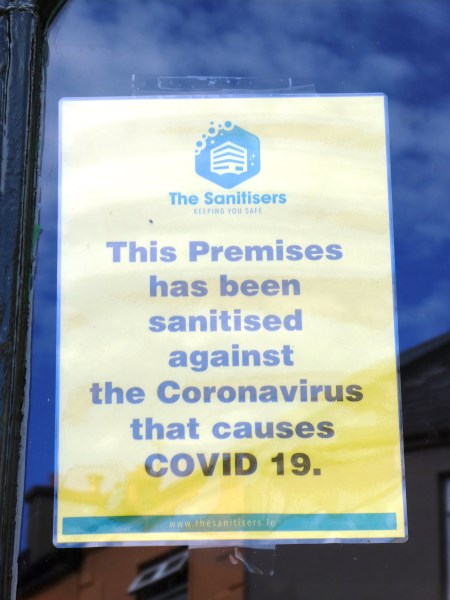 The Sanitisers
KEEPING YOU SAFE
This Premises
has been
sanitised
against
the Coronavirus
that causes
COVID 19.
www.thesanitisers.ie